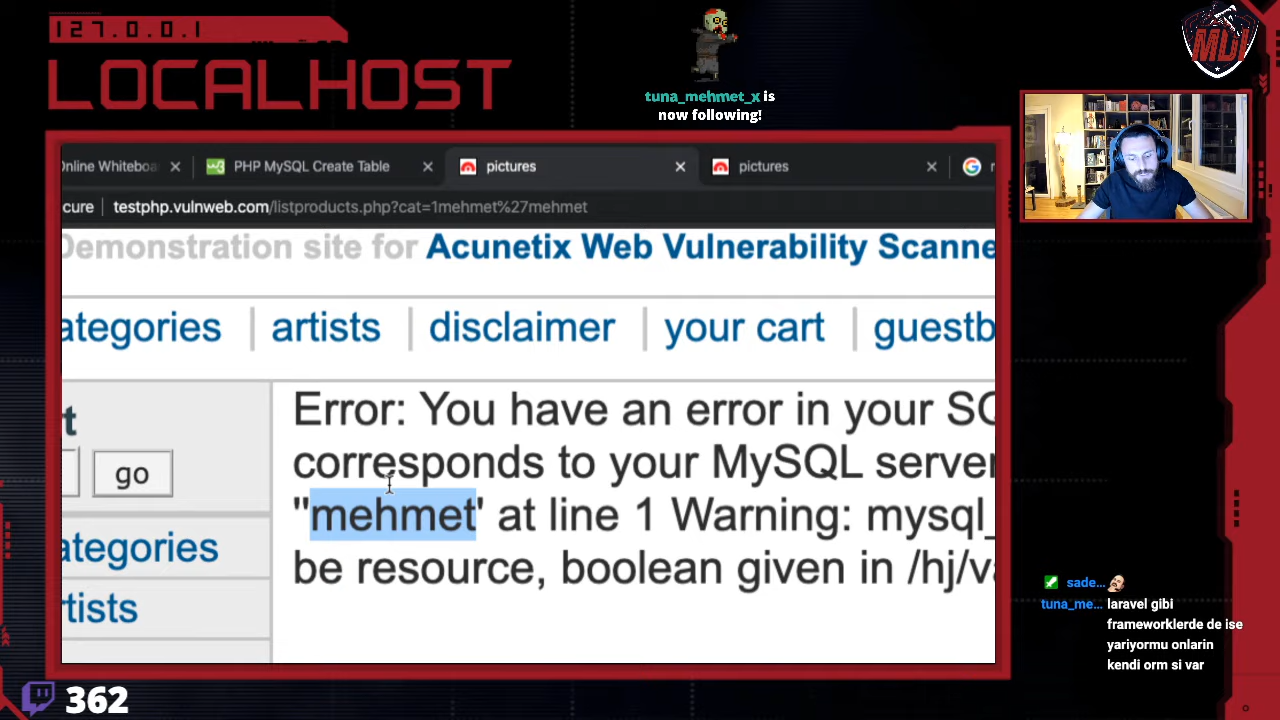 127.0.0.1
LOCALHOST
tuna_mehmet_x is
now following!
MDI
Online Whiteboa
PHP MySQL Create Table
pictures
pictures
cure | testphp.vulnweb.com/listproducts.php?cat=1mehmet%27mehmet
Demonstration site for Acunetix Web Vulnerability Scanne
ategories | artists | disclaimer | your cart | guestb
t
go
ategories
rtists
Error: You have an error in your SQ
corresponds to your MySQL server
''mehmet' at line 1 Warning: mysql_
be resource, boolean given in /hj/va
sade...
tuna_me... laravel gibi
frameworklerde de ise
yariyormu onlarin
kendi orm si var
362